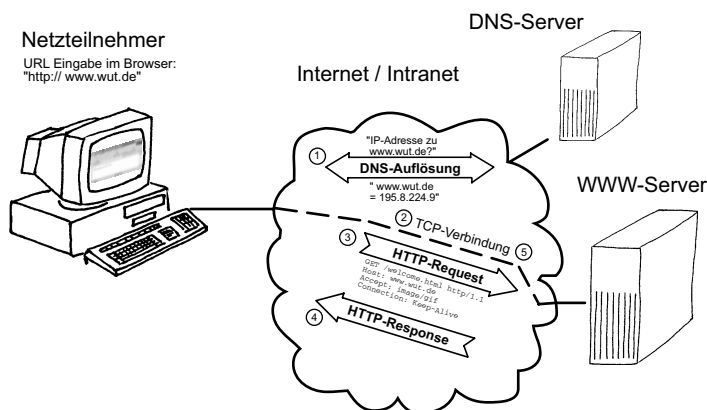 DNS-Server
Netzteilnehmer
URL Eingabe im Browser:
"http:// www.wut.de"
Internet / Intranet
"IP-Adresse zu
www.wut.de?"
1
DNS-Auflösung
" www.wut.de
= 195.8.224.9"
WWW-Server
2 TCP-Verbindung 5
3
HTTP-Request
GET /welcome.html http/1.1
Host: www.wut.de
Accept: image/gif
Connection: Keep-Alive
4
HTTP-Response